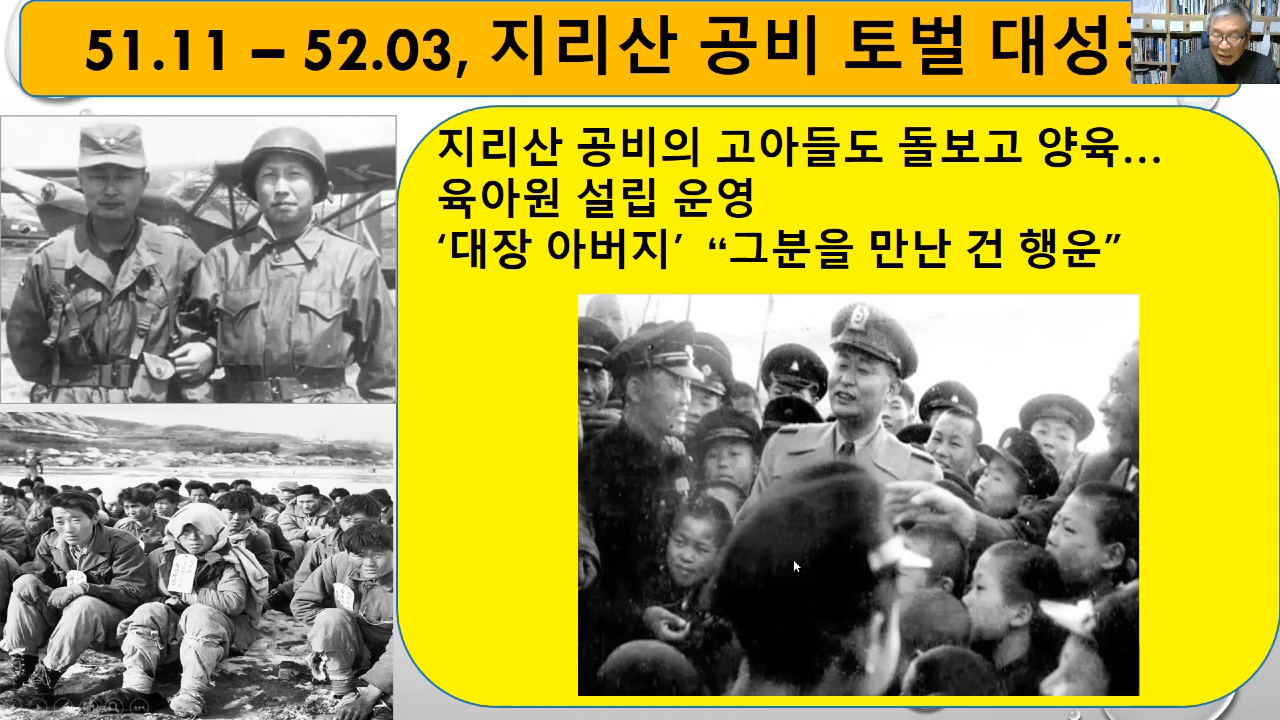 51.11 – 52.03, 지리산 공비 토벌 대성
지리산 공비의 고아들도 돌보고 양육...
육아원 설립 운영
‘대장 아버지’ “그분을 만난 건 행운”